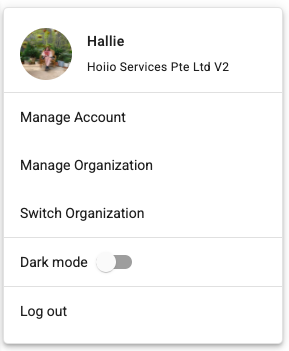 Hallie
Hoiio Services Pte Ltd V2
Manage Account
Manage Organization
Switch Organization
Dark mode
Log out